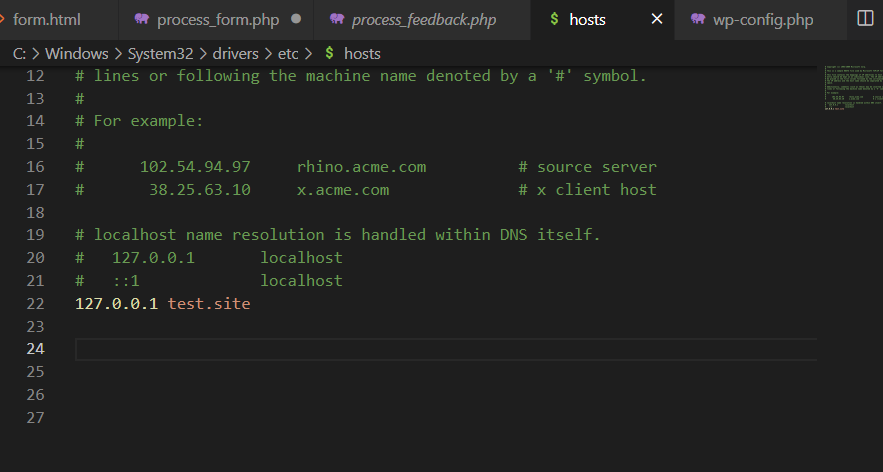 form.html process_form.php process_feedback.php $ hosts × wp-config.php
C: > Windows > System32 > drivers > etc > $ hosts
12 # lines or following the machine name denoted by a '#' symbol.
13 #
14 # For example:
15 #
16 # 102.54.94.97 rhino.acme.com # source server
17 # 38.25.63.10 x.acme.com # x client host
18
19 # localhost name resolution is handled within DNS itself.
20 # 127.0.0.1 localhost
21 # ::1 localhost
22 127.0.0.1 test.site
23
24
25
26
27